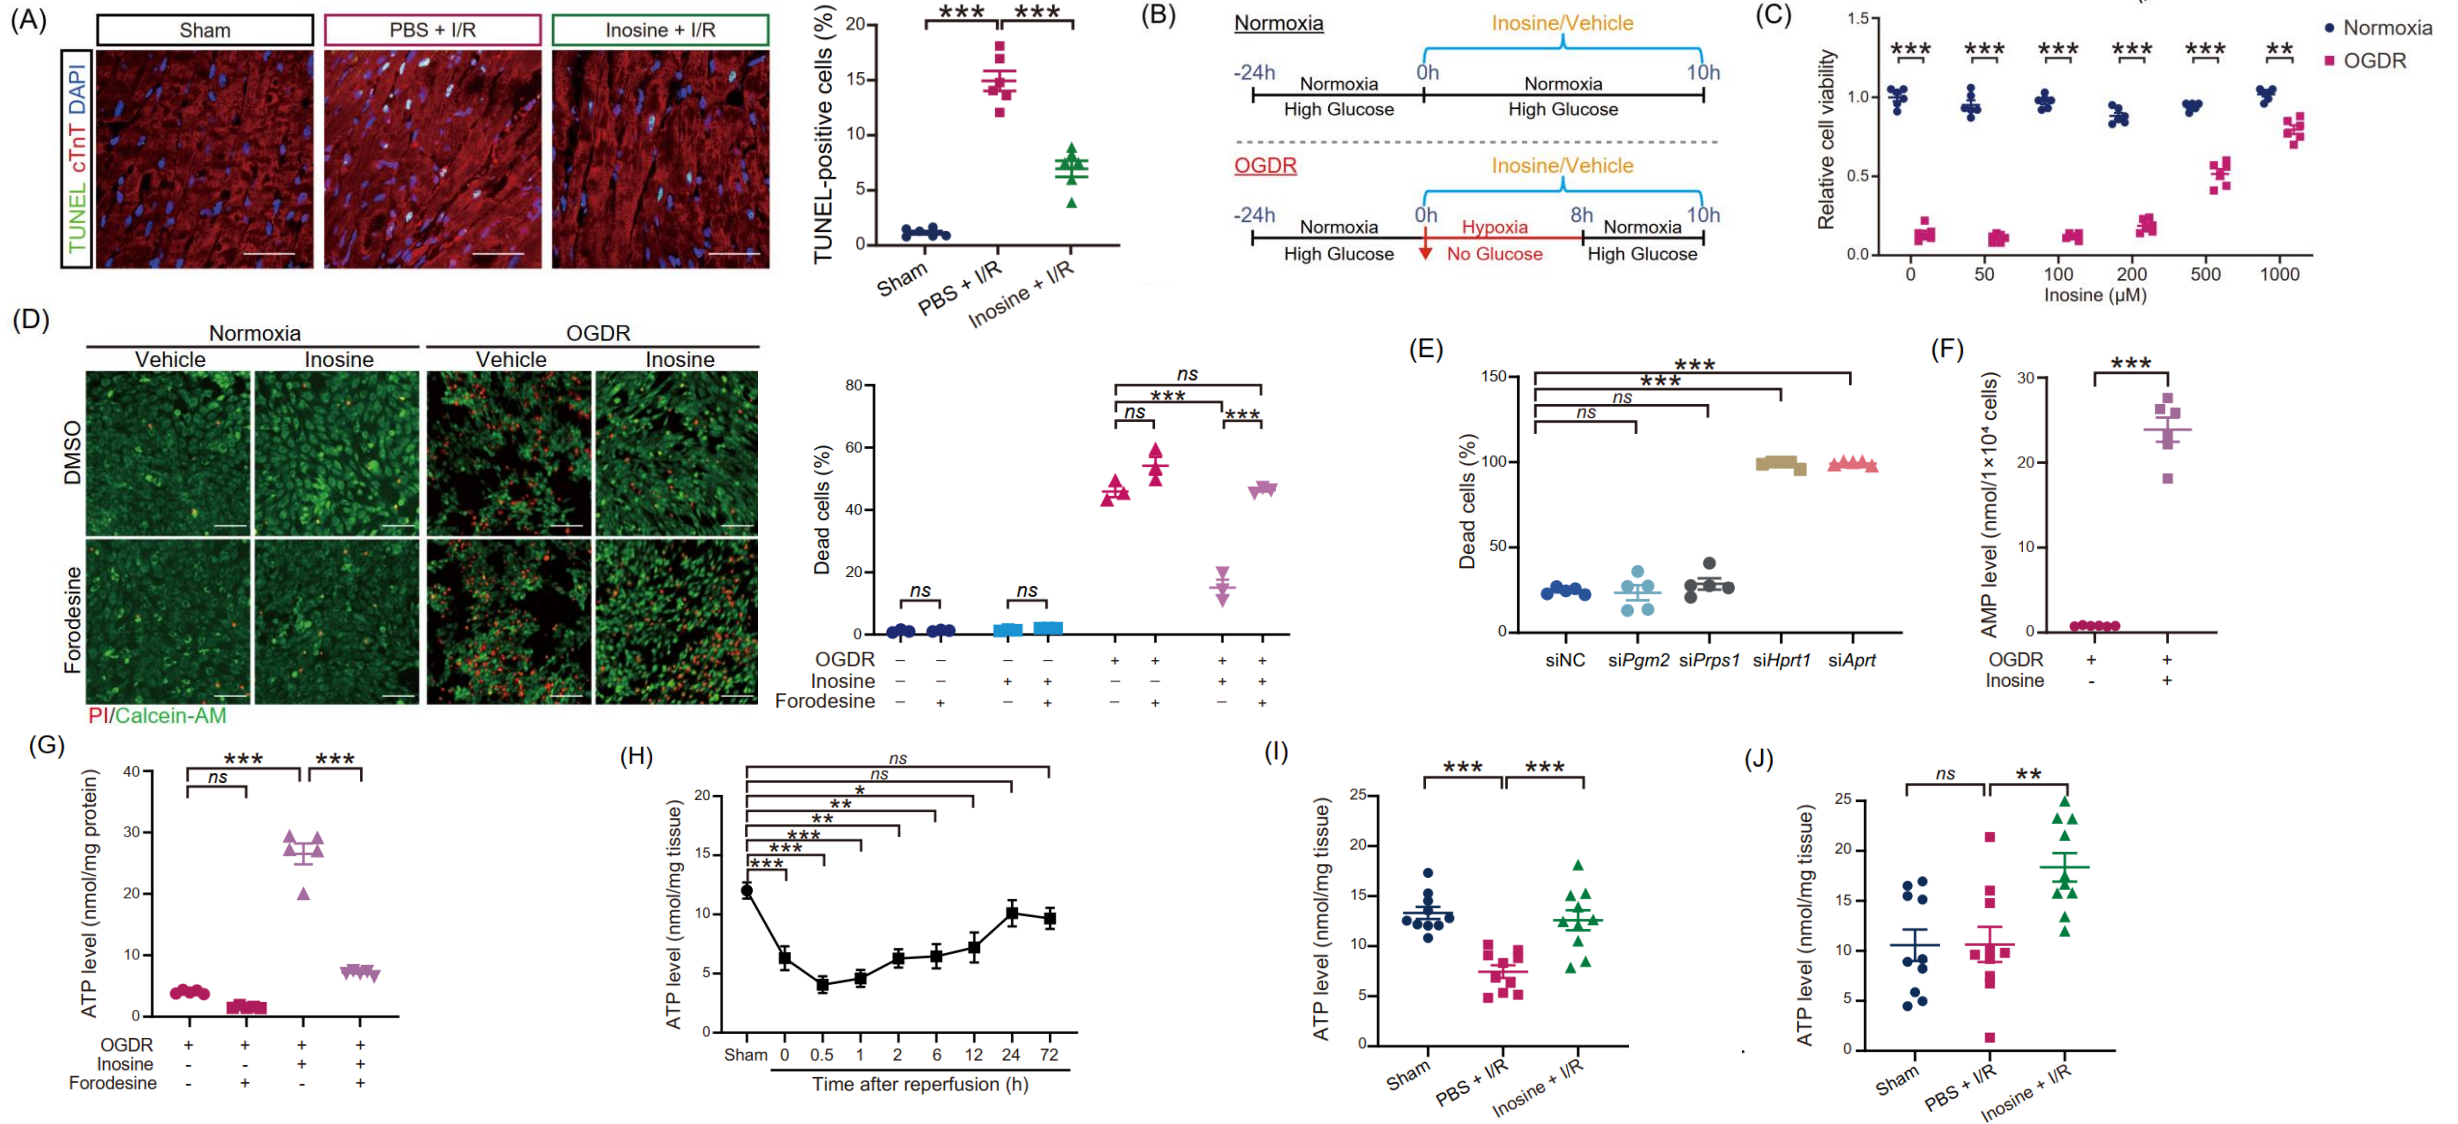 (A)
Sham
PBS + I/R
Inosine + I/R
TUNEL cTnT DAPI
TUNEL-positive cells (%)
20
15
10
5
0
*** ***
Sham
PBS + I/R
Inosine + I/R
(B)
Normoxia
Inosine/Vehicle
-24h 0h 10h
Normoxia Normoxia
High Glucose High Glucose
OGDR
Inosine/Vehicle
-24h 0h 8h 10h
Normoxia Hypoxia Normoxia
High Glucose No Glucose High Glucose
(C)
Normoxia
OGDR
Relative cell viability
1.5
1.0
0.5
0.0
*** *** *** *** *** **
0 50 100 200 500 1000
Inosine (μM)
(D)
Normoxia OGDR
Vehicle Inosine Vehicle Inosine
DMSO
Forodesine
PI/Calcein-AM
Dead cells (%)
80
60
40
20
0
ns ns ns *** ns ***
OGDR − − − − + + + +
Inosine − − + + − − + +
Forodesine − + − + − + − +
(E)
Dead cells (%)
150
100
50
0
***
***
ns
ns
siNC siPgm2 siPrps1 siHprt1 siAprt
(F)
AMP level (nmol/1×10⁴ cells)
30
20
10
0
***
OGDR + +
Inosine - +
(G)
ATP level (nmol/mg protein)
40
30
20
10
0
*** ***
ns
OGDR + + + +
Inosine - - + +
Forodesine - + - +
(H)
ATP level (nmol/mg tissue)
20
15
10
5
0
ns
ns
*
**
**
***
***
***
Sham 0 0.5 1 2 6 12 24 72
Time after reperfusion (h)
(I)
ATP level (nmol/mg tissue)
25
20
15
10
5
0
*** ***
Sham
PBS + I/R
Inosine + I/R
(J)
ATP level (nmol/mg tissue)
25
20
15
10
5
0
ns **
Sham
PBS + I/R
Inosine + I/R